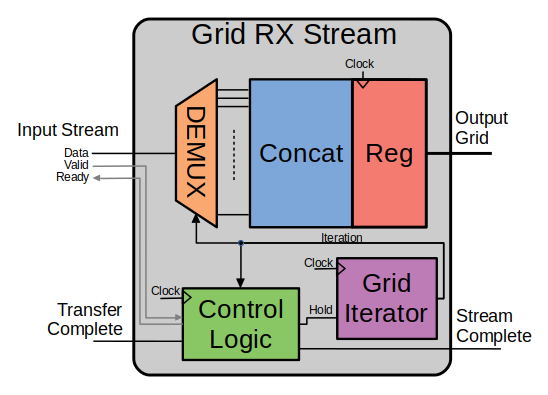 Grid RX Stream
Clock
Input Stream
Data
Valid
Ready
DEMUX
Concat
Reg
Output
Grid
Iteration
Clock
Grid
Iterator
Clock
Control
Logic
Hold
Transfer
Complete
Stream
Complete